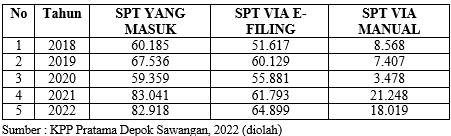 No Tahun SPT YANG MASUK SPT VIA E-FILING SPT VIA MANUAL
1 2018 60.185 51.617 8.568
2 2019 67.536 60.129 7.407
3 2020 59.359 55.881 3.478
4 2021 83.041 61.793 21.248
5 2022 82.918 64.899 18.019
Sumber : KPP Pratama Depok Sawangan, 2022 (diolah)